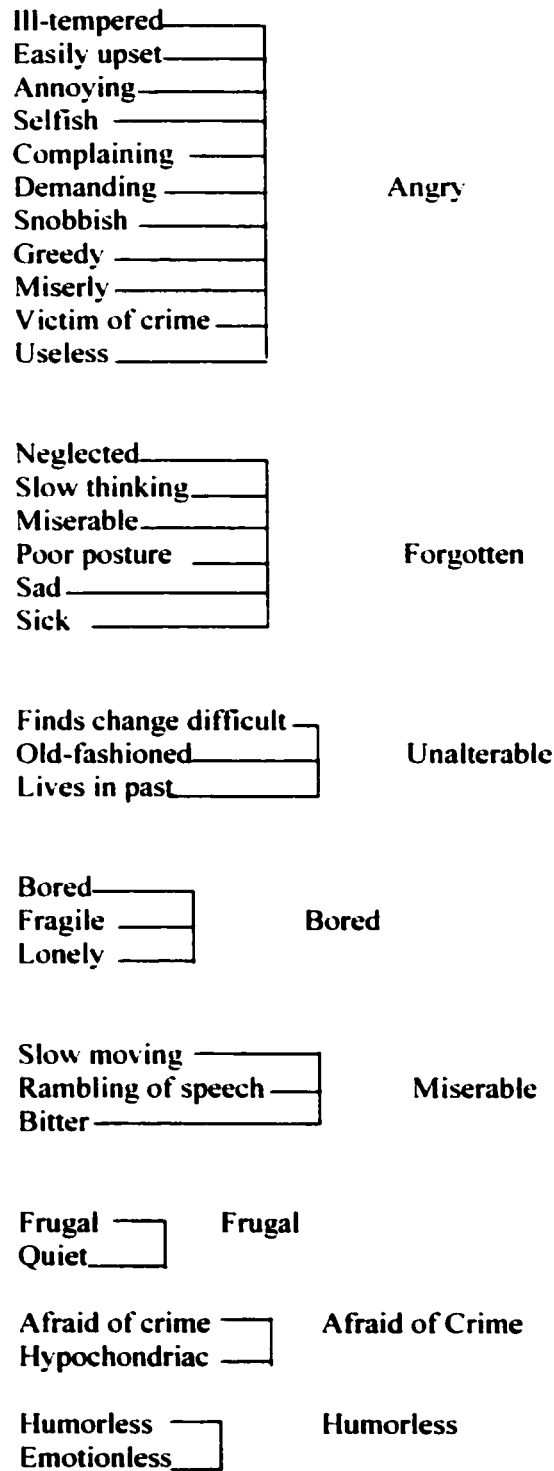 Ill-tempered
Easily upset
Annoying
Selfish
Complaining
Demanding Angry
Snobbish
Greedy
Miserly
Victim of crime
Useless
Neglected
Slow thinking
Miserable
Poor posture Forgotten
Sad
Sick
Finds change difficult
Old-fashioned Unalterable
Lives in past
Bored
Fragile Bored
Lonely
Slow moving
Rambling of speech Miserable
Bitter
Frugal Frugal
Quiet
Afraid of crime Afraid of Crime
Hypochondriac
Humorless Humorless
Emotionless